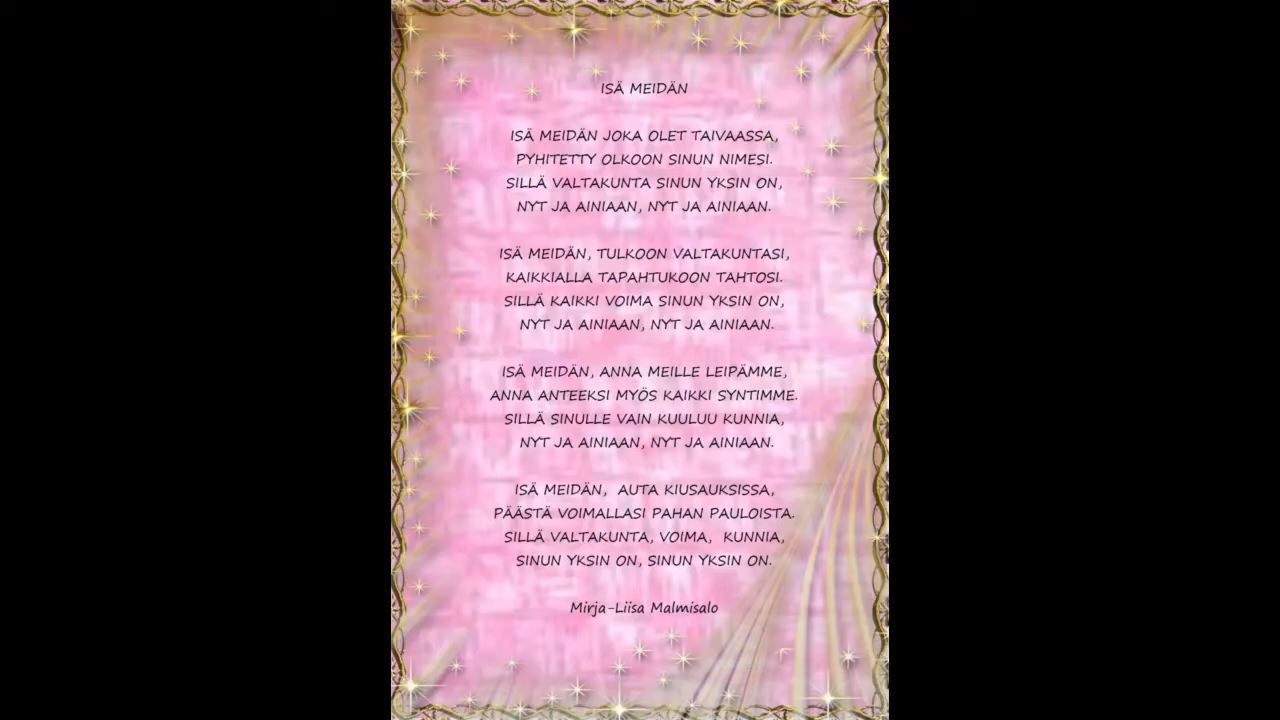 ISÄ MEIDÄN
ISÄ MEIDÄN JOKA OLET TAIVAASSA,
PYHITETTY OLKOON SINUN NIMESI.
SILLÄ VALTAKUNTA SINUN YKSIN ON,
NYT JA AINIAAN, NYT JA AINIAAN.
ISÄ MEIDÄN, TULKOON VALTAKUNTASI,
KAIKKIALLA TAPAHTUKOON TAHTOSI.
SILLÄ KAIKKI VOIMA SINUN YKSIN ON,
NYT JA AINIAAN, NYT JA AINIAAN.
ISÄ MEIDÄN, ANNA MEILLE LEIPÄMME,
ANNA ANTEEKSI MYÖS KAIKKI SYNTIMME.
SILLÄ SINULLE VAIN KUULUU KUNNIA,
NYT JA AINIAAN, NYT JA AINIAAN.
ISÄ MEIDÄN, AUTA KIUSAUKSISSA,
PÄÄSTÄ VOIMALLASI PAHAN PAULOISTA.
SILLÄ VALTAKUNTA, VOIMA, KUNNIA,
SINUN YKSIN ON, SINUN YKSIN ON.
Mirja-Liisa Malmisalo